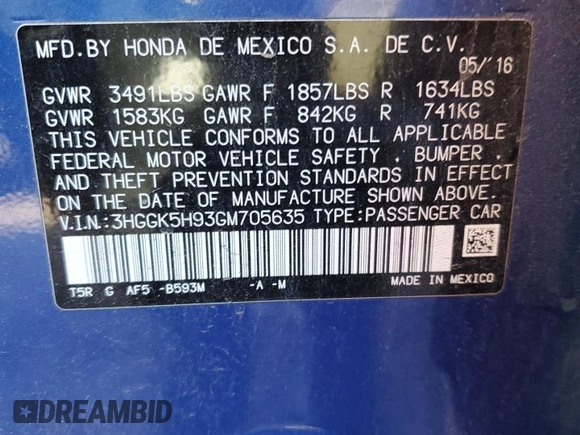 MFD.BY HONDA DE MEXICO S.A. DE C.V.
05/'16
GVWR 3491LBS GAWR F 1857LBS R 1634LBS
GVWR 1583KG GAWR F 842KG R 741KG
THIS VEHICLE CONFORMS TO ALL APPLICABLE
FEDERAL MOTOR VEHICLE SAFETY , BUMPER ,
AND THEFT PREVENTION STANDARDS IN EFFECT
ON THE DATE OF MANUFACTURE SHOWN ABOVE.
V.I.N.:3HGGK5H93GM705635 TYPE:PASSENGER CAR
T5R G AF5 -B593M -A -M MADE IN MEXICO
DREAMBID